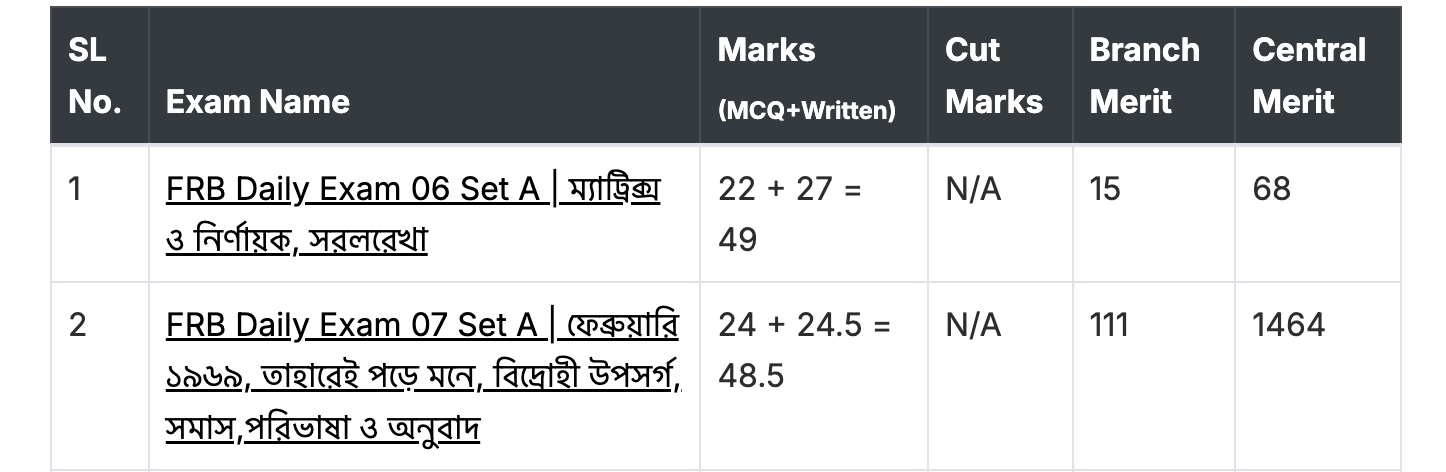 SL No.
Exam Name
Marks (MCQ+Written)
Cut Marks
Branch Merit
Central Merit
1
FRB Daily Exam 06 Set A | ম্যাট্রিক্স
ও নির্ণায়ক, সরলরেখা
22 + 27 =
49
N/A
15
68
2
FRB Daily Exam 07 Set A | ফেব্রুয়ারি
১৯৬৯, তাহারেই পড়ে মনে, বিদ্রোহী উপসর্গ,
সমাস,পরিভাষা ও অনুবাদ
24 + 24.5 =
48.5
N/A
111
1464